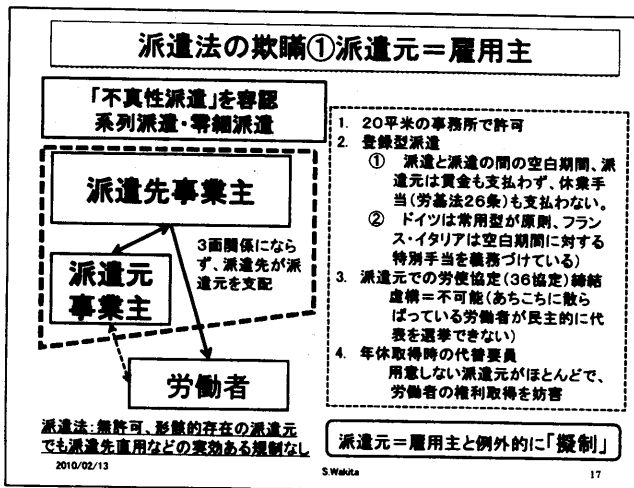 派遣法の欺瞞①派遣元＝雇用主
「不真性派遣」を容認
系列派遣・零細派遣
派遣先事業主
3面関係になら
ず、派遣先が派
遣元を支配
派遣元
事業主
労働者
派遣法：無許可、形骸的存在の派遣元
でも派遣先直用などの実効ある規制なし
1. 20平米の事務所で許可
2. 登録型派遣
① 派遣と派遣の間の空白期間、派
遣元は賃金も支払わず、休業手
当（労基法26条）も支払わない。
② ドイツは常用型が原則、フラン
ス・イタリアは空白期間に対する
特別手当を義務づけている）
3. 派遣元での労使協定（36協定）締結
虚構＝不可能（あちこちに散ら
ばっている労働者が民主的に代
表を選挙できない）
4. 年休取得時の代替要員
用意しない派遣元がほとんどで、
労働者の権利取得を妨害
派遣元＝雇用主と例外的に「擬制」
2010/02/13
S.Wakita
17